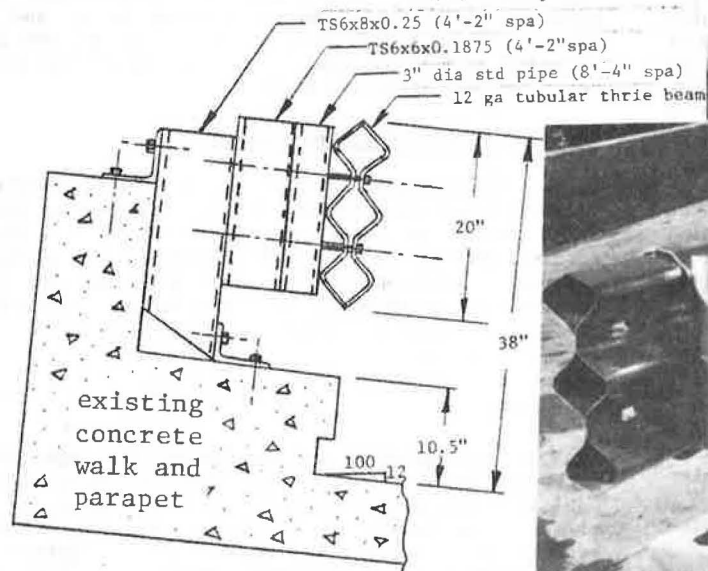 TS6x8x0.25 (4'-2" spa)
TS6x6x0.1875 (4'-2"spa)
3" dia std pipe (8'-4" spa)
12 ga tubular thrie beam
20"
38"
10.5"
100
12
existing
concrete
walk and
parapet